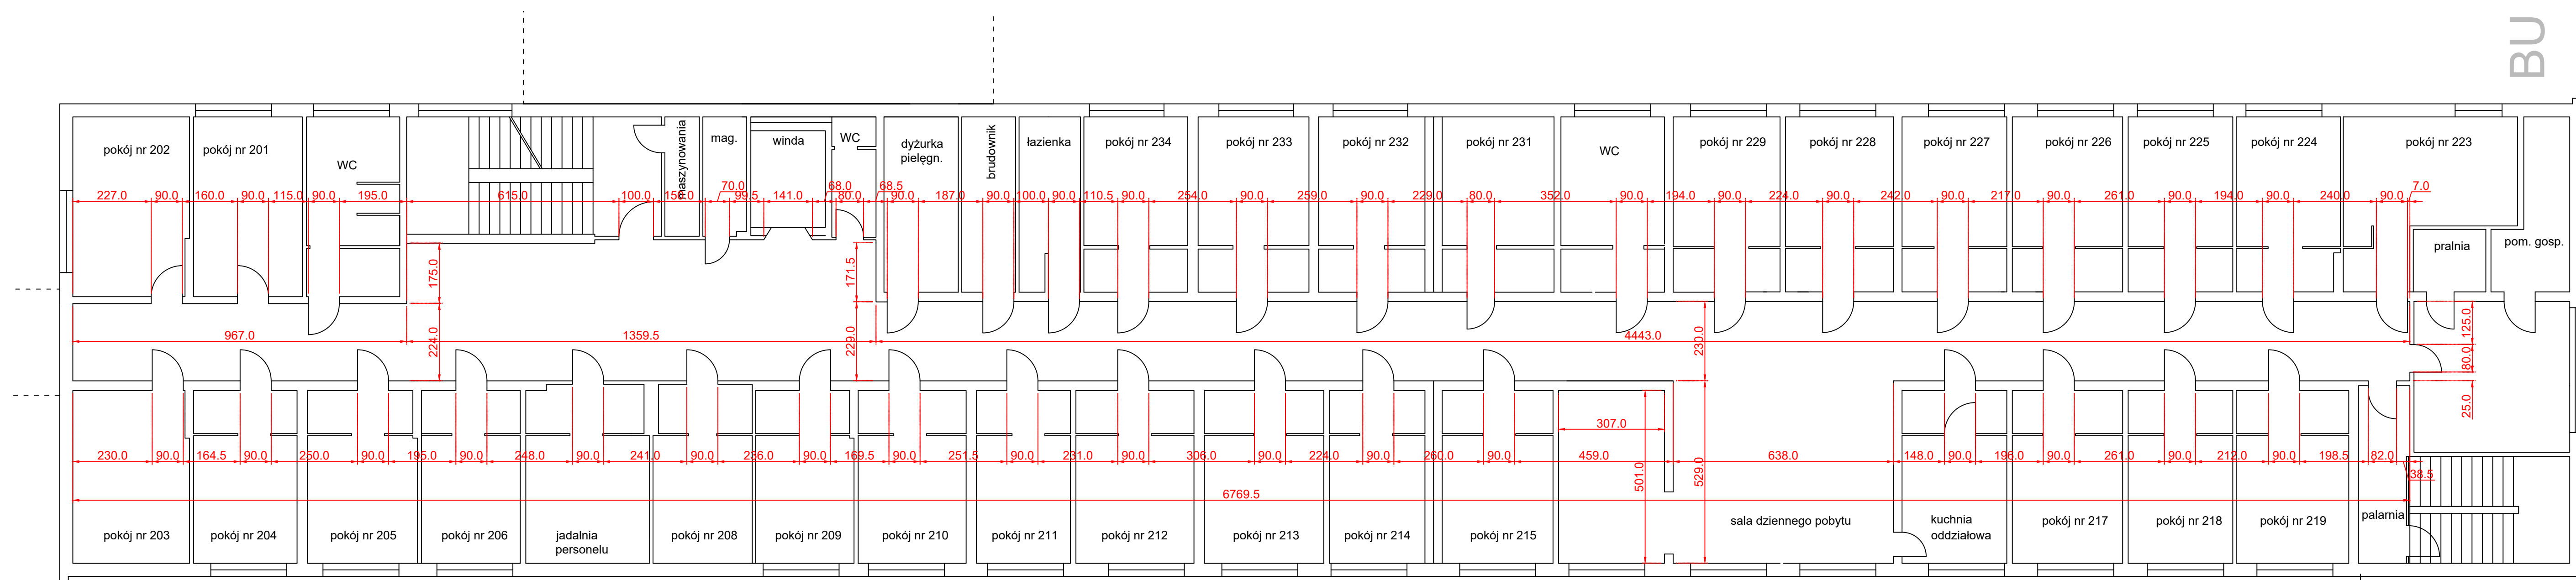 BU
pokój nr 202
pokój nr 201
WC
maszynowania
mag.
winda
WC
dyżurka
pielęgn.
brudownik
łazienka
pokój nr 234
pokój nr 233
pokój nr 232
pokój nr 231
WC
pokój nr 229
pokój nr 228
pokój nr 227
pokój nr 226
pokój nr 225
pokój nr 224
pokój nr 223
pralnia
pom. gosp.
227.0
90.0
160.0
90.0
115.0
90.0
195.0
615.0
100.0
150.0
70.0
99.5
141.0
68.0
80.0
68.5
90.0
187.0
90.0
100.0
90.0
110.5
90.0
254.0
90.0
259.0
90.0
229.0
80.0
352.0
90.0
194.0
90.0
224.0
90.0
242.0
90.0
217.0
90.0
261.0
90.0
194.0
90.0
240.0
90.0
7.0
175.0
171.5
967.0
224.0
1359.5
229.0
4443.0
230.0
125.0
80.0
25.0
307.0
230.0
90.0
164.5
90.0
250.0
90.0
195.0
90.0
248.0
90.0
241.0
90.0
236.0
90.0
169.5
90.0
251.5
90.0
231.0
90.0
306.0
90.0
224.0
90.0
260.0
90.0
459.0
638.0
148.0
90.0
196.0
90.0
261.0
90.0
212.0
90.0
198.5
82.0
38.5
501.0
529.0
6769.5
pokój nr 203
pokój nr 204
pokój nr 205
pokój nr 206
jadalnia
personelu
pokój nr 208
pokój nr 209
pokój nr 210
pokój nr 211
pokój nr 212
pokój nr 213
pokój nr 214
pokój nr 215
sala dziennego pobytu
kuchnia
oddziałowa
pokój nr 217
pokój nr 218
pokój nr 219
palarnia